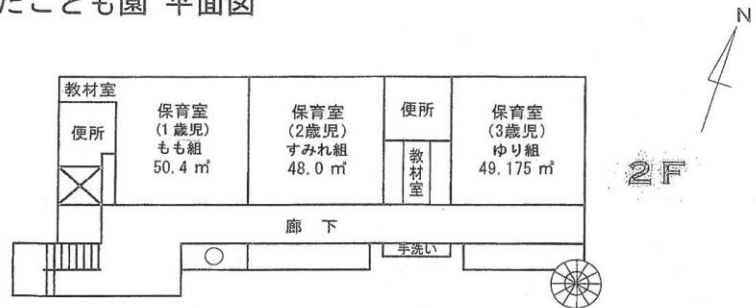 たこども園 平面図
N
教材室
便所
保育室
(1歳児)
もも組
50.4 ㎡
保育室
(2歳児)
すみれ組
48.0 ㎡
便所
教材室
保育室
(3歳児)
ゆり組
49.175 ㎡
2F
廊 下
手洗い